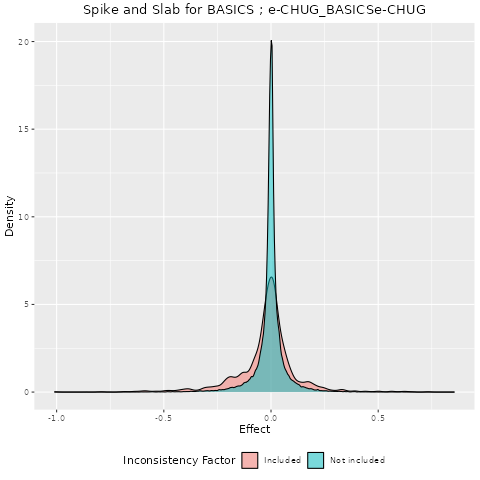 Spike and Slab for BASICS ; e-CHUG_BASICSe-CHUG
Density
20
15
10
5
0
-1.0 -0.5 0.0 0.5
Effect
Inconsistency Factor Included Not included